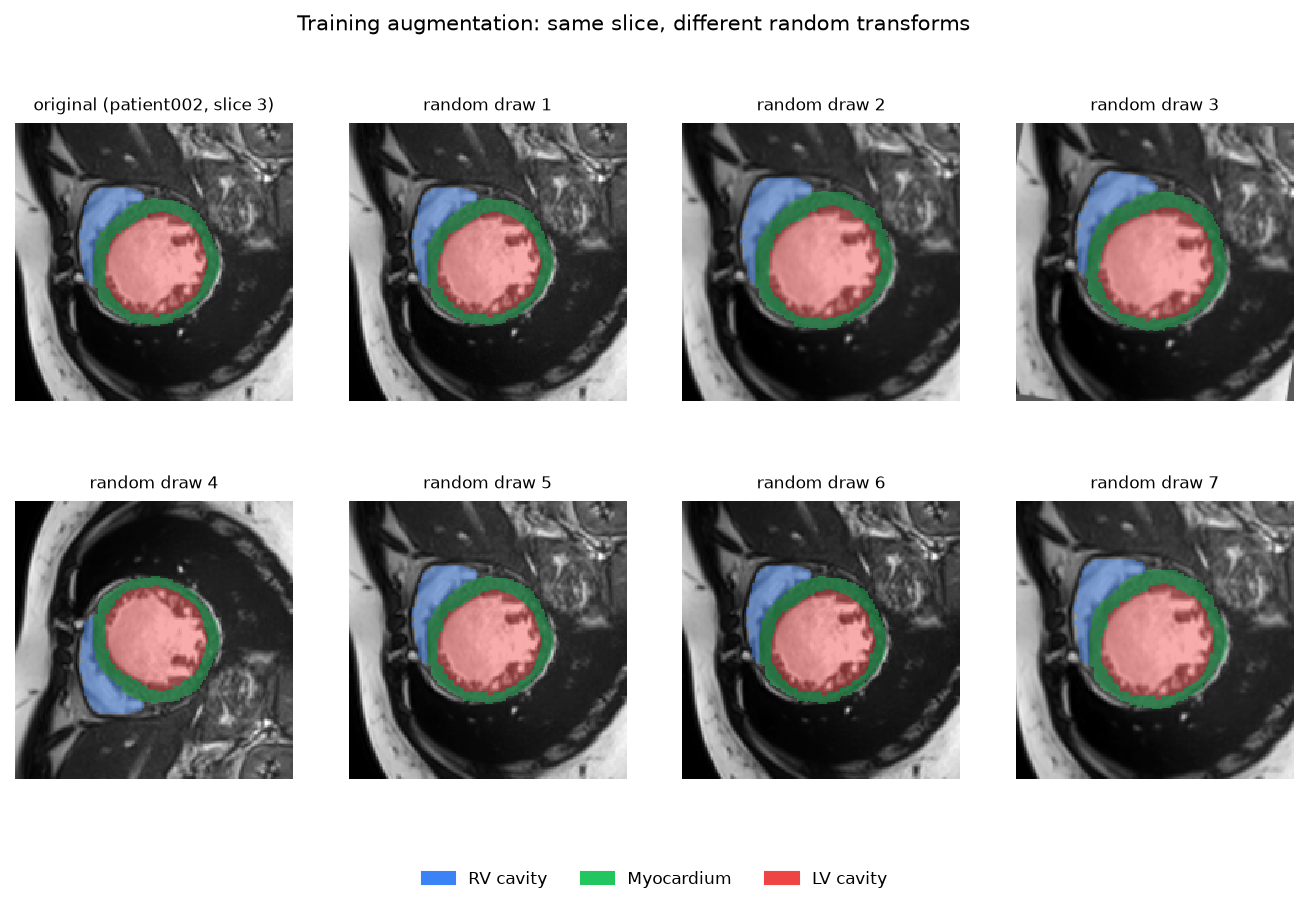 Training augmentation: same slice, different random transforms
original (patient002, slice 3)
random draw 1
random draw 2
random draw 3
random draw 4
random draw 5
random draw 6
random draw 7
RV cavity
Myocardium
LV cavity